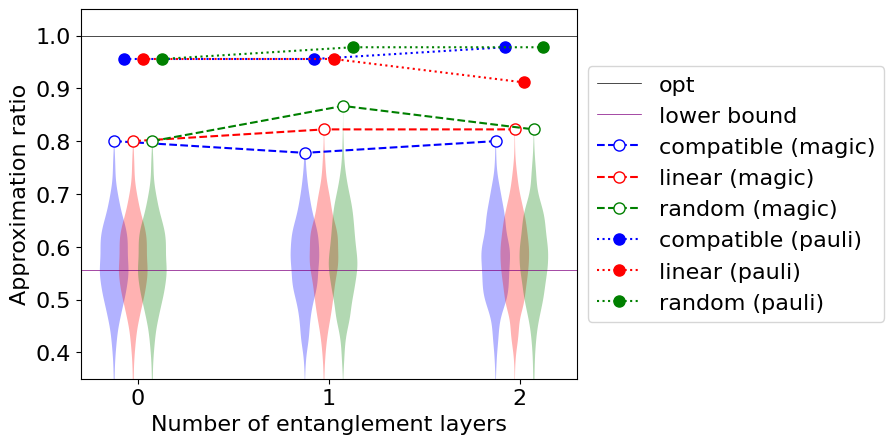 Approximation ratio
1.0
0.9
0.8
0.7
0.6
0.5
0.4
0
1
2
Number of entanglement layers
opt
lower bound
compatible (magic)
linear (magic)
random (magic)
compatible (pauli)
linear (pauli)
random (pauli)